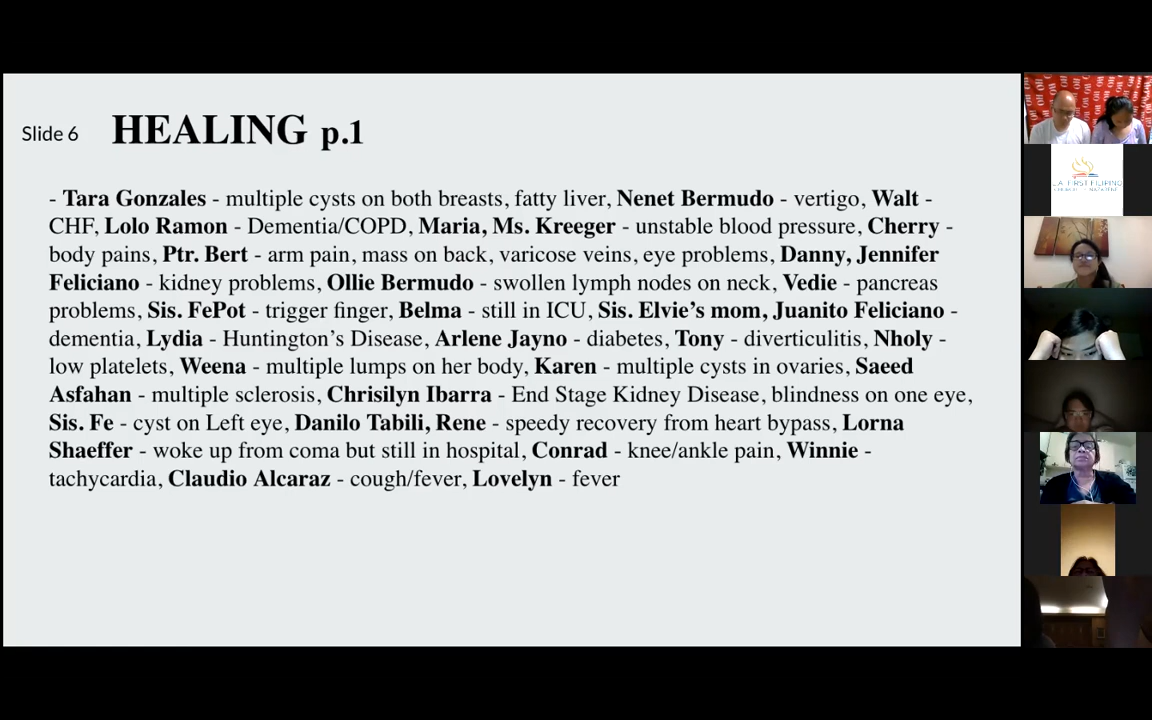 Slide 6
HEALING p.1
- Tara Gonzales - multiple cysts on both breasts, fatty liver, Nenet Bermudo - vertigo, Walt -
CHF, Lolo Ramon - Dementia/COPD, Maria, Ms. Kreeger - unstable blood pressure, Cherry -
body pains, Ptr. Bert - arm pain, mass on back, varicose veins, eye problems, Danny, Jennifer
Feliciano - kidney problems, Ollie Bermudo - swollen lymph nodes on neck, Vedie - pancreas
problems, Sis. FePot - trigger finger, Belma - still in ICU, Sis. Elvie’s mom, Juanito Feliciano -
dementia, Lydia - Huntington’s Disease, Arlene Jayno - diabetes, Tony - diverticulitis, Nholy -
low platelets, Weena - multiple lumps on her body, Karen - multiple cysts in ovaries, Saeed
Asfahan - multiple sclerosis, Chrisilyn Ibarra - End Stage Kidney Disease, blindness on one eye,
Sis. Fe - cyst on Left eye, Danilo Tabili, Rene - speedy recovery from heart bypass, Lorna
Shaeffer - woke up from coma but still in hospital, Conrad - knee/ankle pain, Winnie -
tachycardia, Claudio Alcaraz - cough/fever, Lovelyn - fever
FIRST FILIPINO